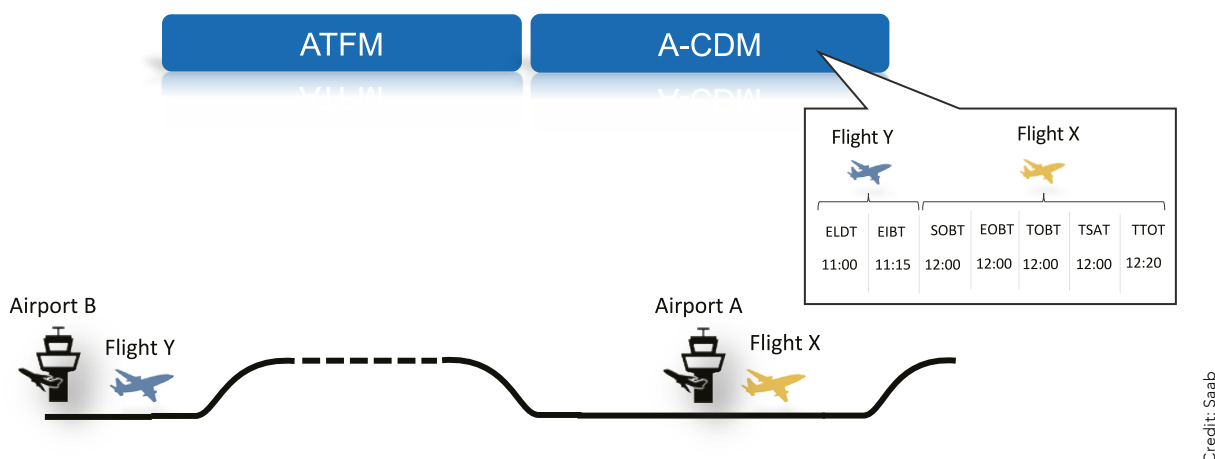 ATFM
A-CDM
Flight Y
Flight X
ELDT EIBT SOBT EOBT TOBT TSAT TTOT
11:00 11:15 12:00 12:00 12:00 12:00 12:20
Airport B
Flight Y
Airport A
Flight X
Credit: Saab